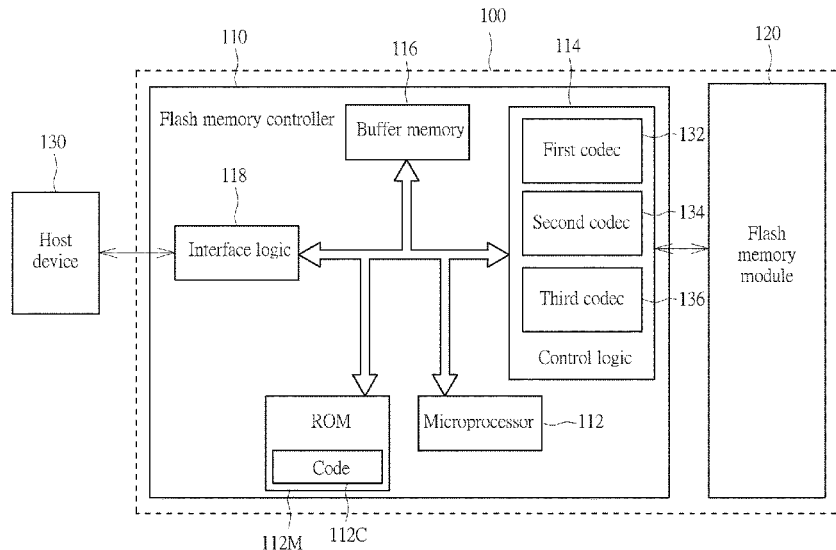 100
110
116
114
120
Flash memory controller
Buffer memory
132
First codec
130
118
134
Second codec
Host
device
Interface logic
Flash
memory
module
136
Third codec
Control logic
ROM
Microprocessor
112
Code
112M
112C